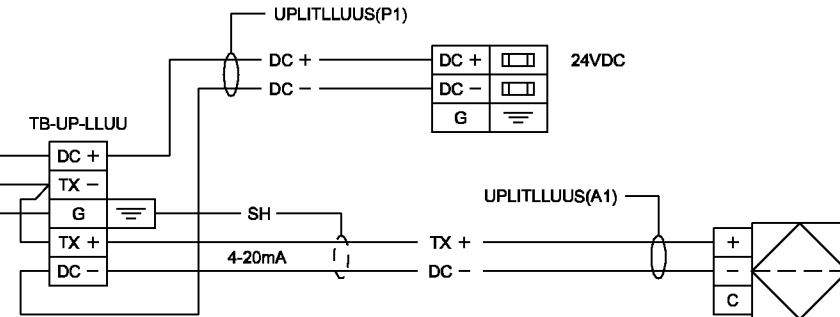 UPLITLLUUS(P1)
DC +
DC + 24VDC
DC −
DC −
G
TB-UP-LLUU
DC +
TX −
UPLITLLUUS(A1)
G
SH
TX +
TX +
+
4-20mA
DC −
DC −
−
C